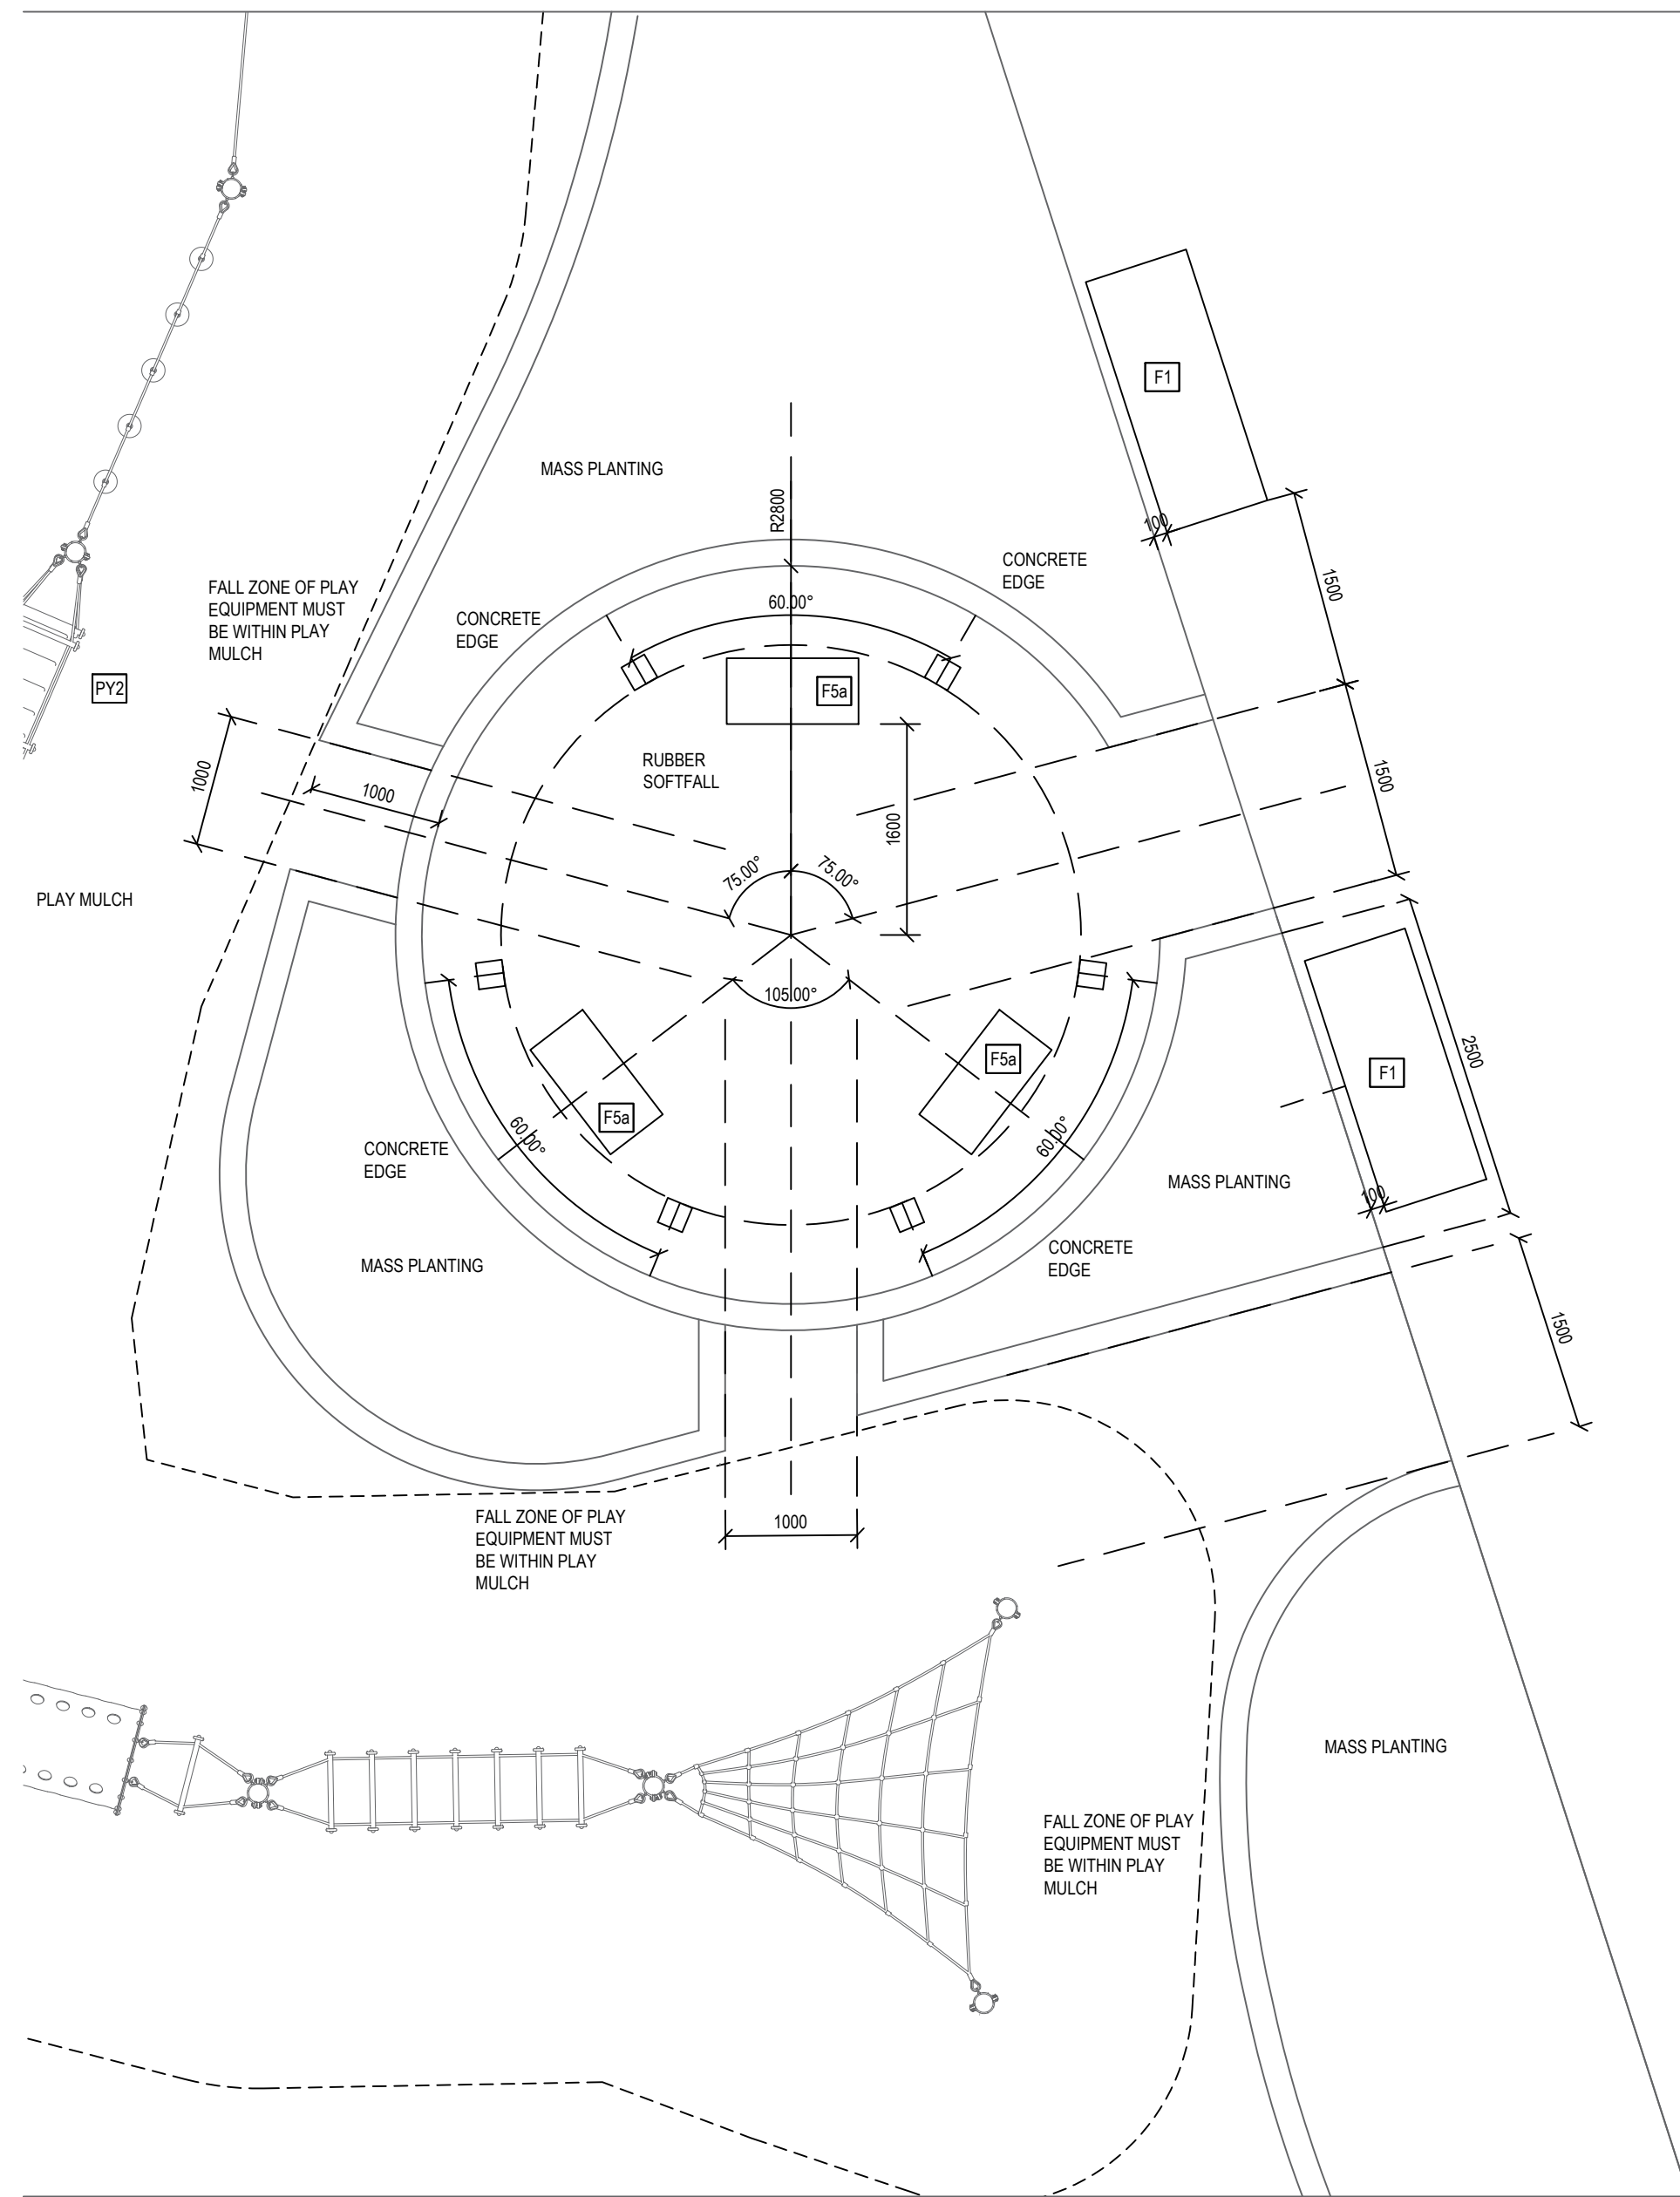 F1
MASS PLANTING
R2800
100
CONCRETE
EDGE
1500
FALL ZONE OF PLAY
EQUIPMENT MUST
BE WITHIN PLAY
MULCH
CONCRETE
EDGE
60.00°
F5a
PY2
RUBBER
SOFTFALL
1000
1000
1500
1600
75.00°
75.00°
PLAY MULCH
105.00°
F5a
F1
2500
F5a
60.00°
60.00°
CONCRETE
EDGE
MASS PLANTING
100
CONCRETE
EDGE
MASS PLANTING
1500
FALL ZONE OF PLAY
EQUIPMENT MUST
BE WITHIN PLAY
MULCH
1000
MASS PLANTING
FALL ZONE OF PLAY
EQUIPMENT MUST
BE WITHIN PLAY
MULCH